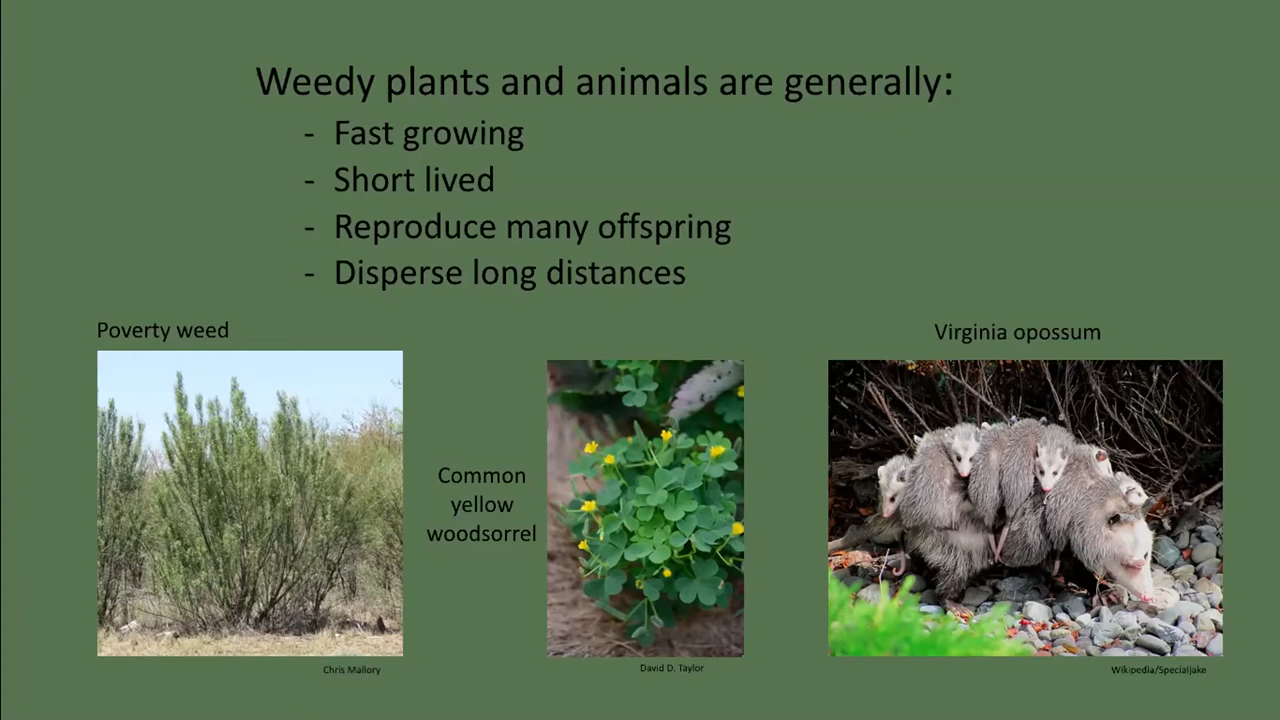 Weedy plants and animals are generally:
- Fast growing
- Short lived
- Reproduce many offspring
- Disperse long distances
Poverty weed
Virginia opossum
Common
yellow
woodsorrel
Chris Mallory
David D. Taylor
Wikipedia/Specialjake